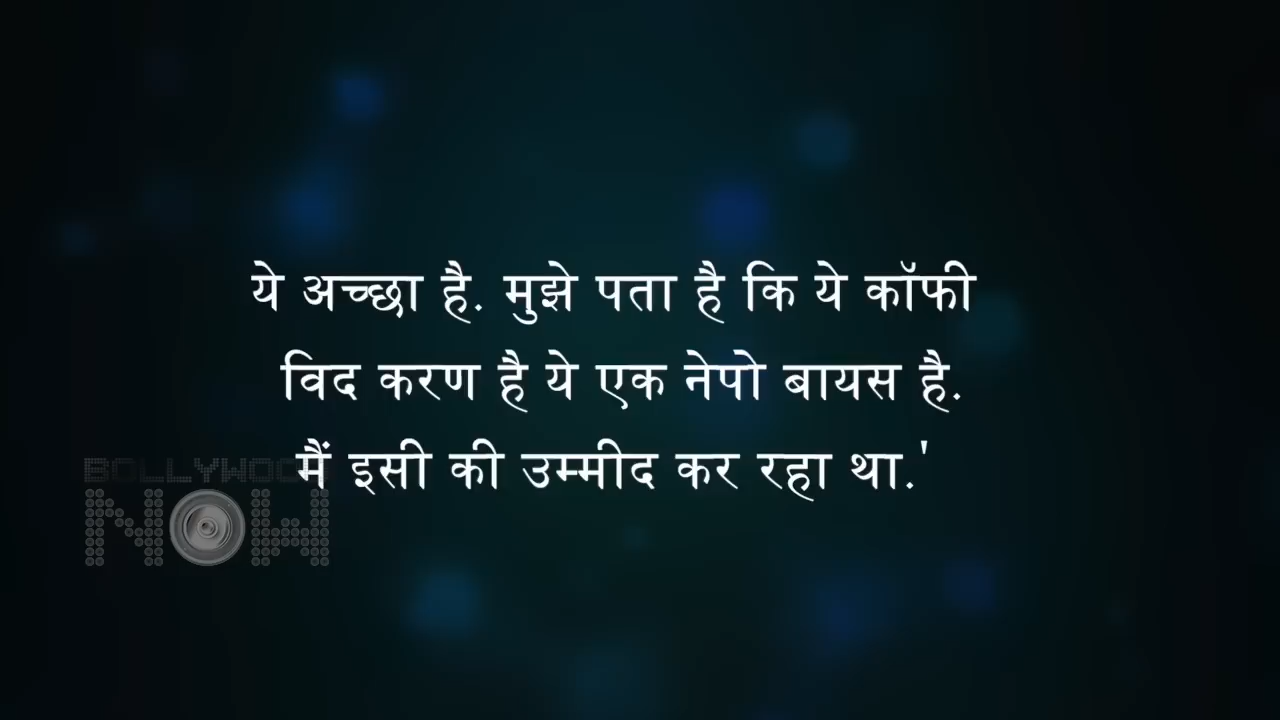 ये अच्छा है. मुझे पता है कि ये कॉफी
विद करण है ये एक नेपो बायस है.
मैं इसी की उम्मीद कर रहा था.'
BOLLYWOOD
NOW